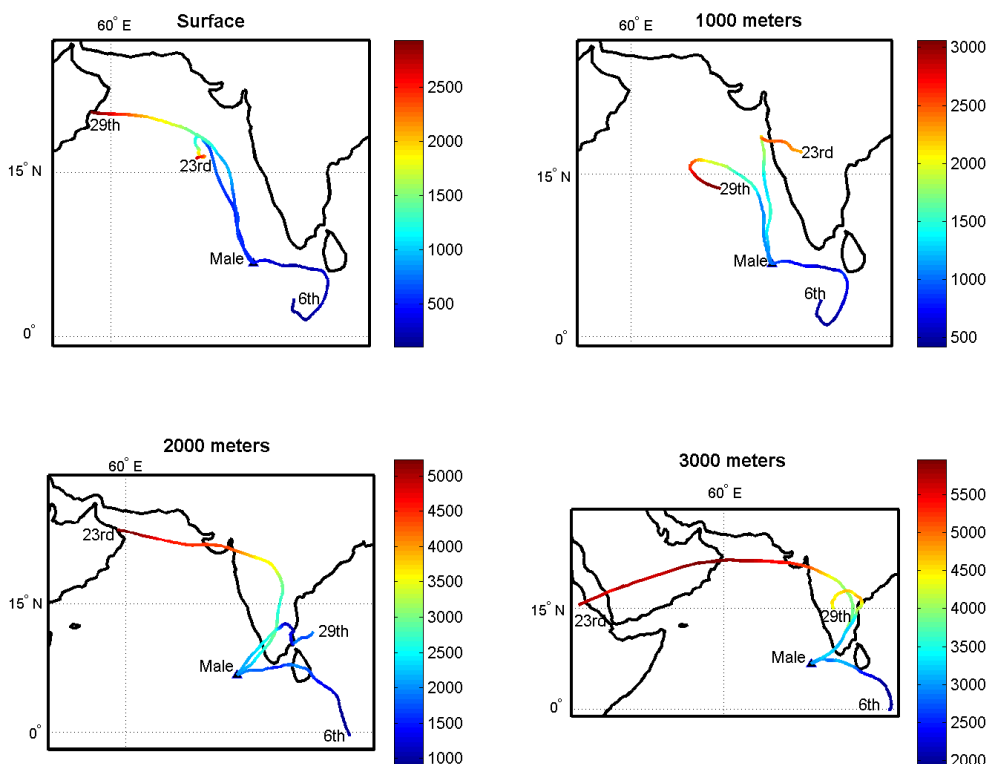 Surface
60° E
29th
23rd
15° N
Male
6th
0°
2500
2000
1500
1000
500
1000 meters
60° E
23rd
15° N
29th
Male
6th
0°
3000
2500
2000
1500
1000
500
2000 meters
60° E
23rd
15° N
29th
Male
0°
6th
5000
4500
4000
3500
3000
2500
2000
1500
1000
3000 meters
60° E
15° N
23rd
29th
Male
6th
0°
5500
5000
4500
4000
3500
3000
2500
2000